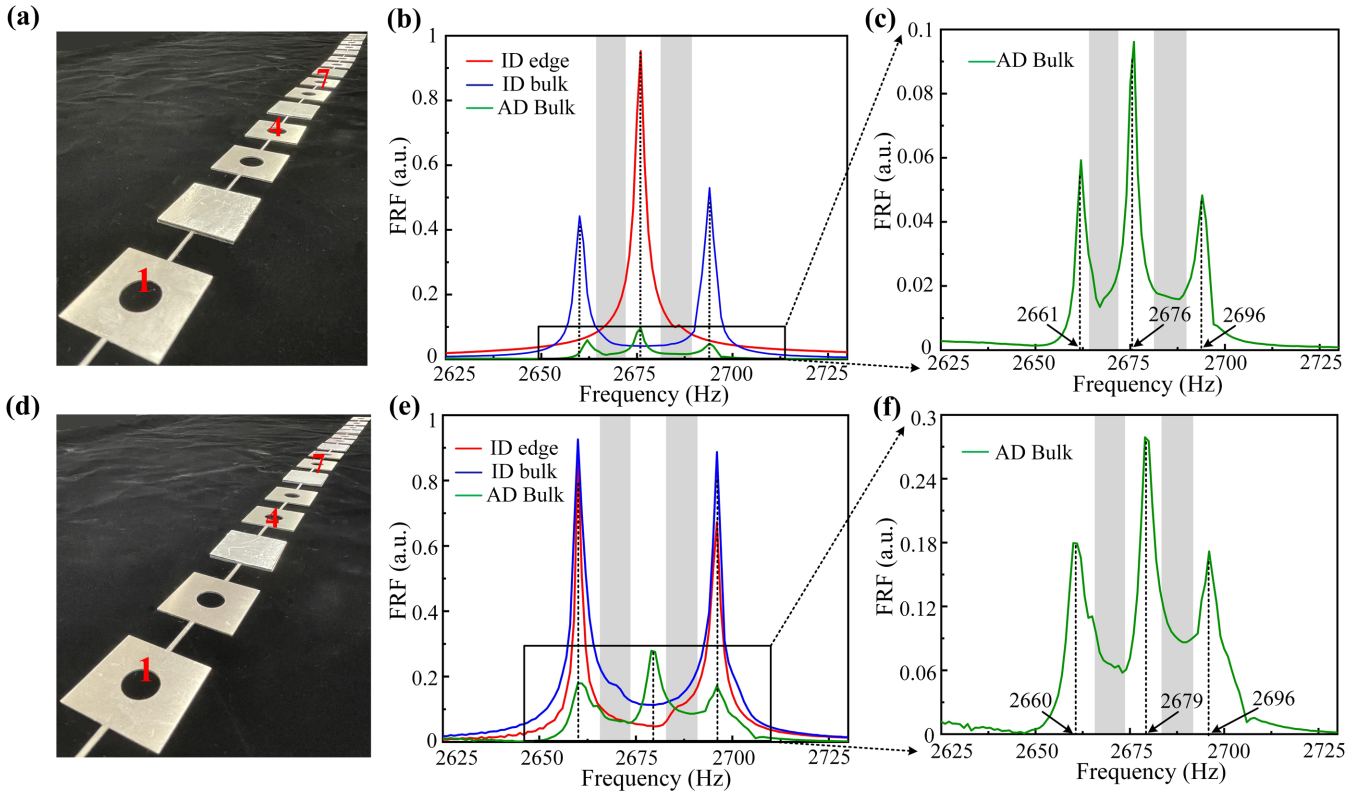 (a)
1
4
7
(b)
FRF (a.u.)
1
0.8
0.6
0.4
0.2
0
ID edge
ID bulk
AD Bulk
2625
2650
2675
2700
2725
Frequency (Hz)
(c)
FRF (a.u.)
0.1
0.08
0.06
0.04
0.02
0
AD Bulk
2661
2676
2696
2625
2650
2675
2700
2725
Frequency (Hz)
(d)
1
4
7
(e)
FRF (a.u.)
1
0.8
0.6
0.4
0.2
0
ID edge
ID bulk
AD Bulk
2625
2650
2675
2700
2725
Frequency (Hz)
(f)
FRF (a.u.)
0.3
0.24
0.18
0.12
0.06
0
AD Bulk
2660
2679
2696
2625
2650
2675
2700
2725
Frequency (Hz)